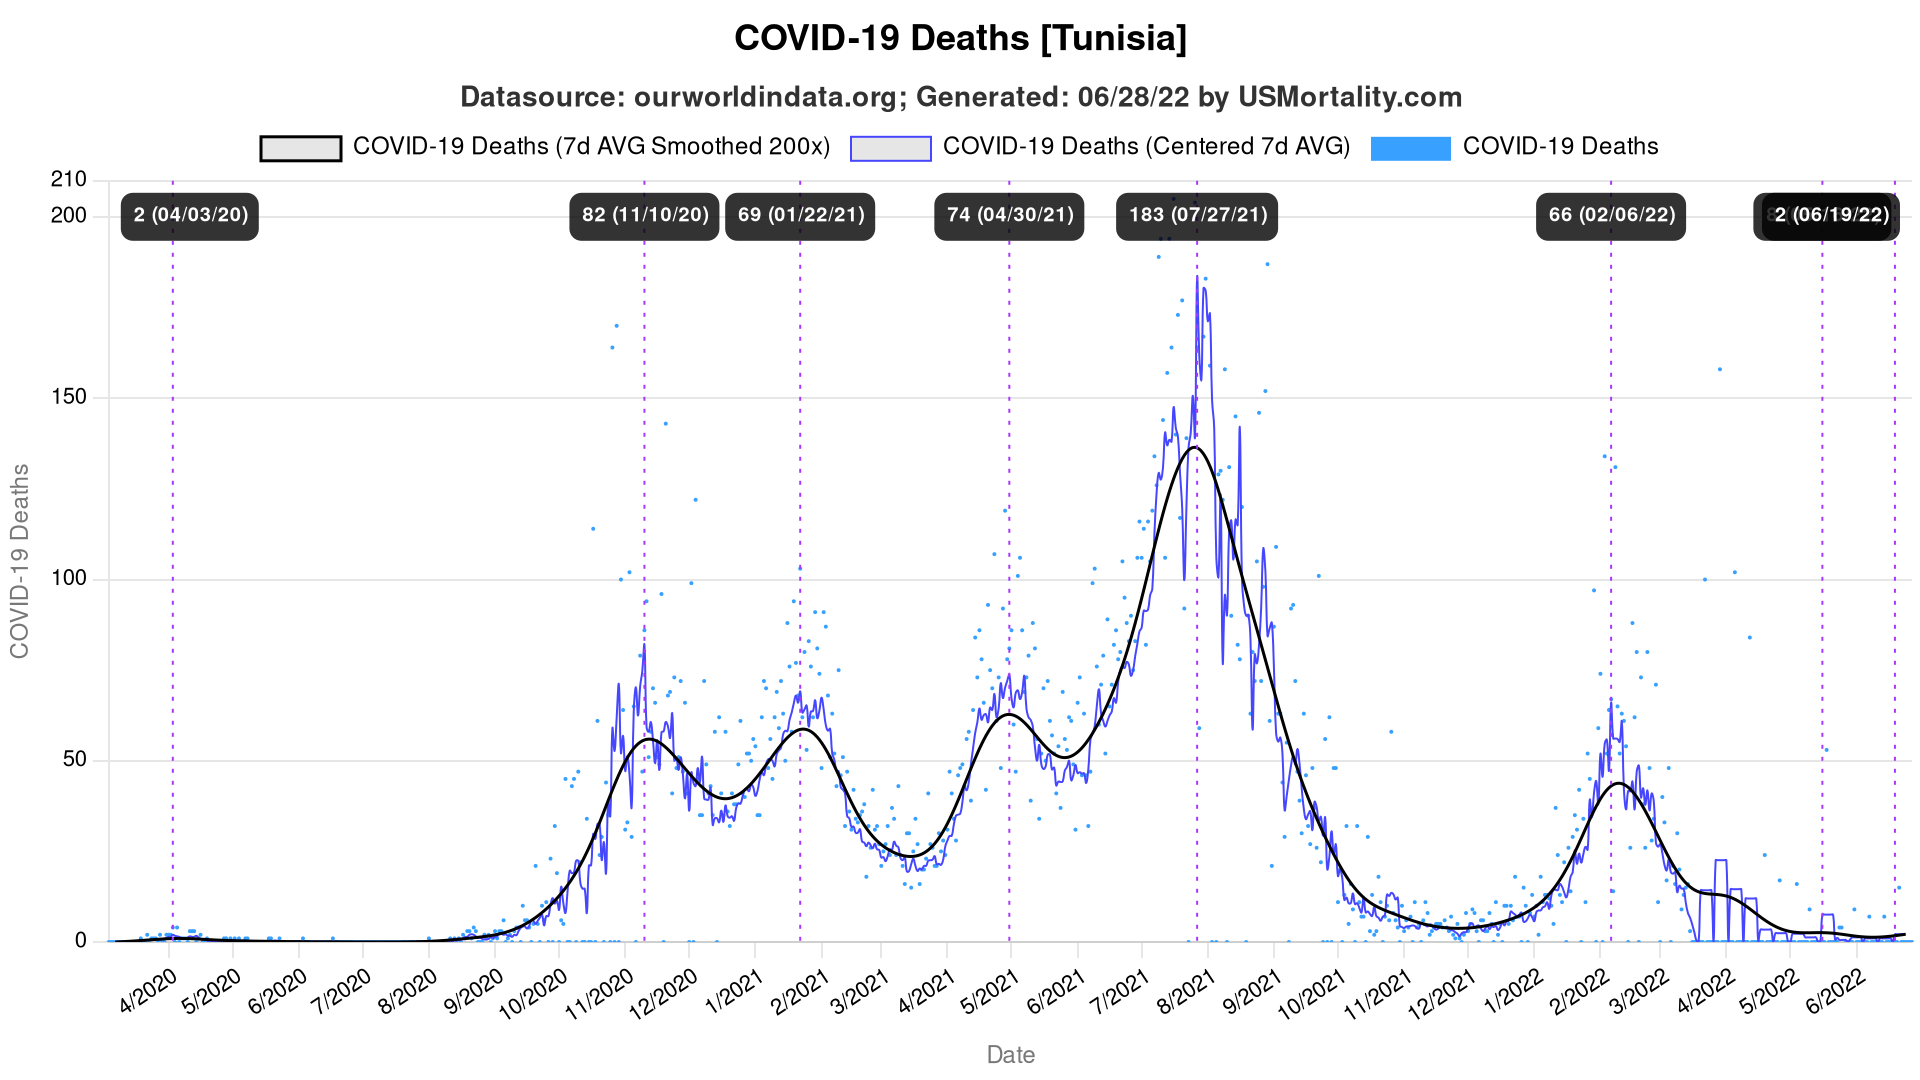 COVID-19 Deaths [Tunisia]
Datasource: ourworldindata.org; Generated: 06/28/22 by USMortality.com
COVID-19 Deaths (7d AVG Smoothed 200x) COVID-19 Deaths (Centered 7d AVG) COVID-19 Deaths
210
200
150
100
50
0
COVID-19 Deaths
2 (04/03/20) 82 (11/10/20) 69 (01/22/21) 74 (04/30/21) 183 (07/27/21) 66 (02/06/22) 2 (06/19/22)
4/2020 5/2020 6/2020 7/2020 8/2020 9/2020 10/2020 11/2020 12/2020 1/2021 2/2021 3/2021 4/2021 5/2021 6/2021 7/2021 8/2021 9/2021 10/2021 11/2021 12/2021 1/2022 2/2022 3/2022 4/2022 5/2022 6/2022
Date